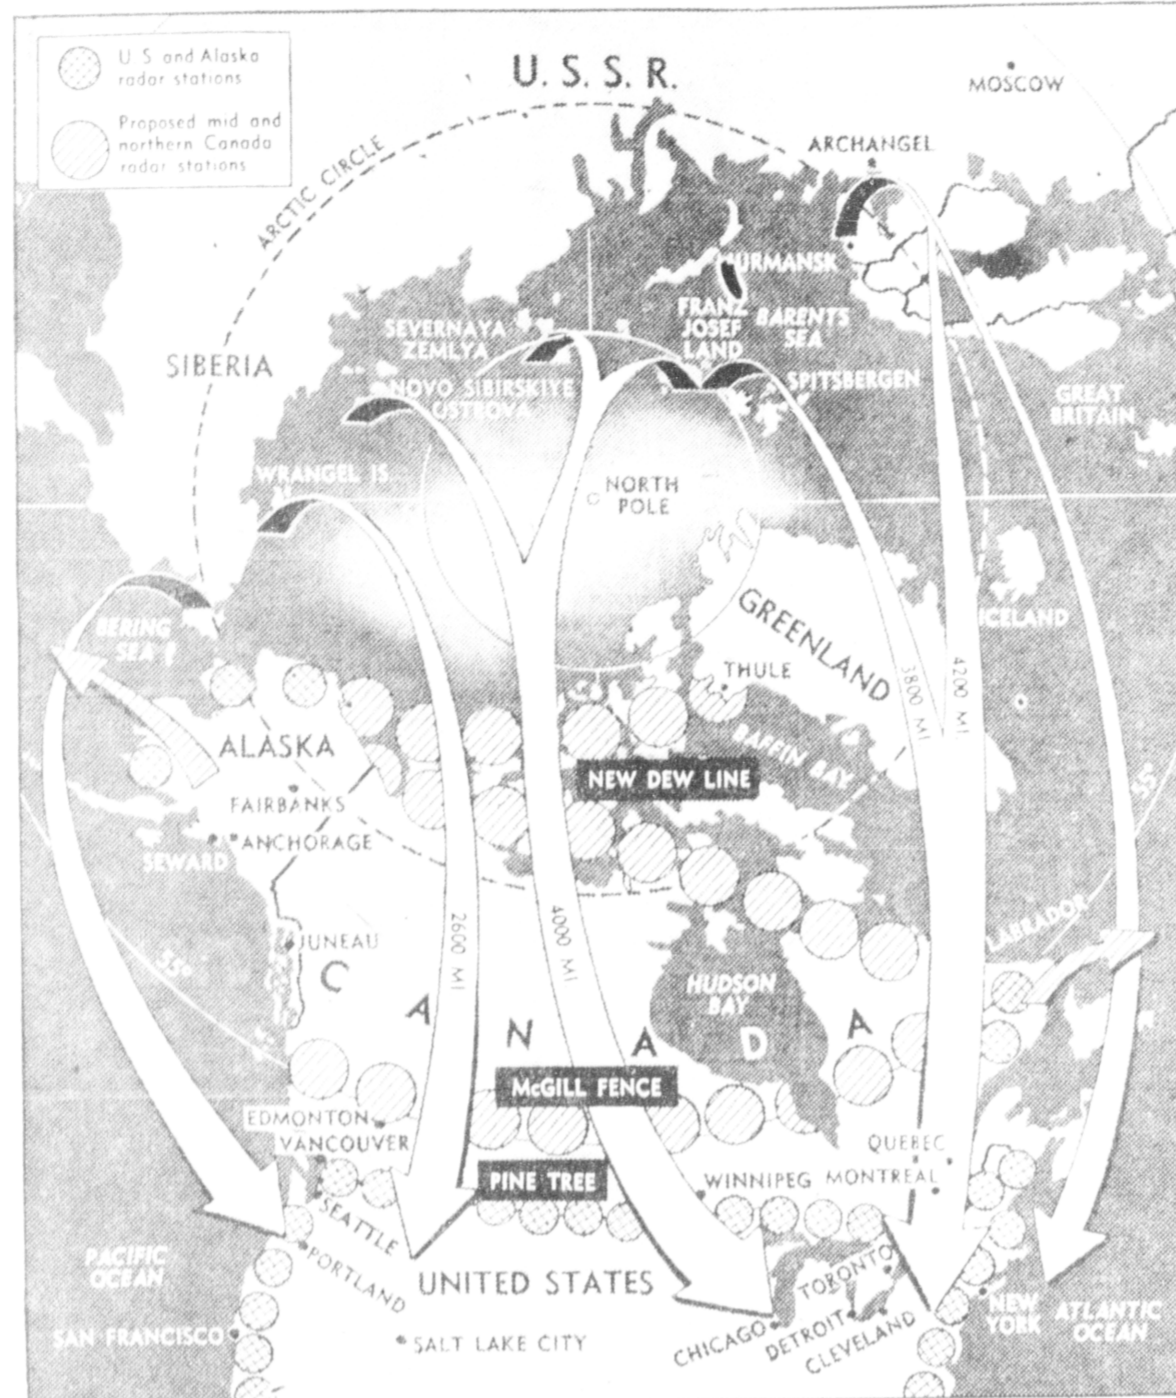 U. S. S. R.
MOSCOW
U S and Alaska
radar stations
Proposed mid and
northern Canada
radar stations
ARCTIC CIRCLE
ARCHANGEL
URMANSK
SEVERNAYA
ZEMLYA
FRANZ
JOSEF
LAND
BARENTS
SEA
SIBERIA
NOVO SIBIRSKIYE
OSTROVA
SPITSBERGEN
GREAT
BRITAIN
WRANGEL IS.
NORTH
POLE
BERING
SEA
GREENLAND
ICELAND
THULE
3800 MI
4200 MI
ALASKA
BAFFIN BAY
NEW DEW LINE
55°
FAIRBANKS
ANCHORAGE
SEWARD
2600 MI
4000 MI
LABRADOR
JUNEAU
55°
HUDSON
BAY
C A N A D A
McGILL FENCE
EDMONTON
VANCOUVER
QUEBEC
PINE TREE
WINNIPEG
MONTREAL
SEATTLE
PORTLAND
PACIFIC
OCEAN
UNITED STATES
TORONTO
NEW
YORK
ATLANTIC
OCEAN
SAN FRANCISCO
SALT LAKE CITY
CHICAGO
DETROIT
CLEVELAND